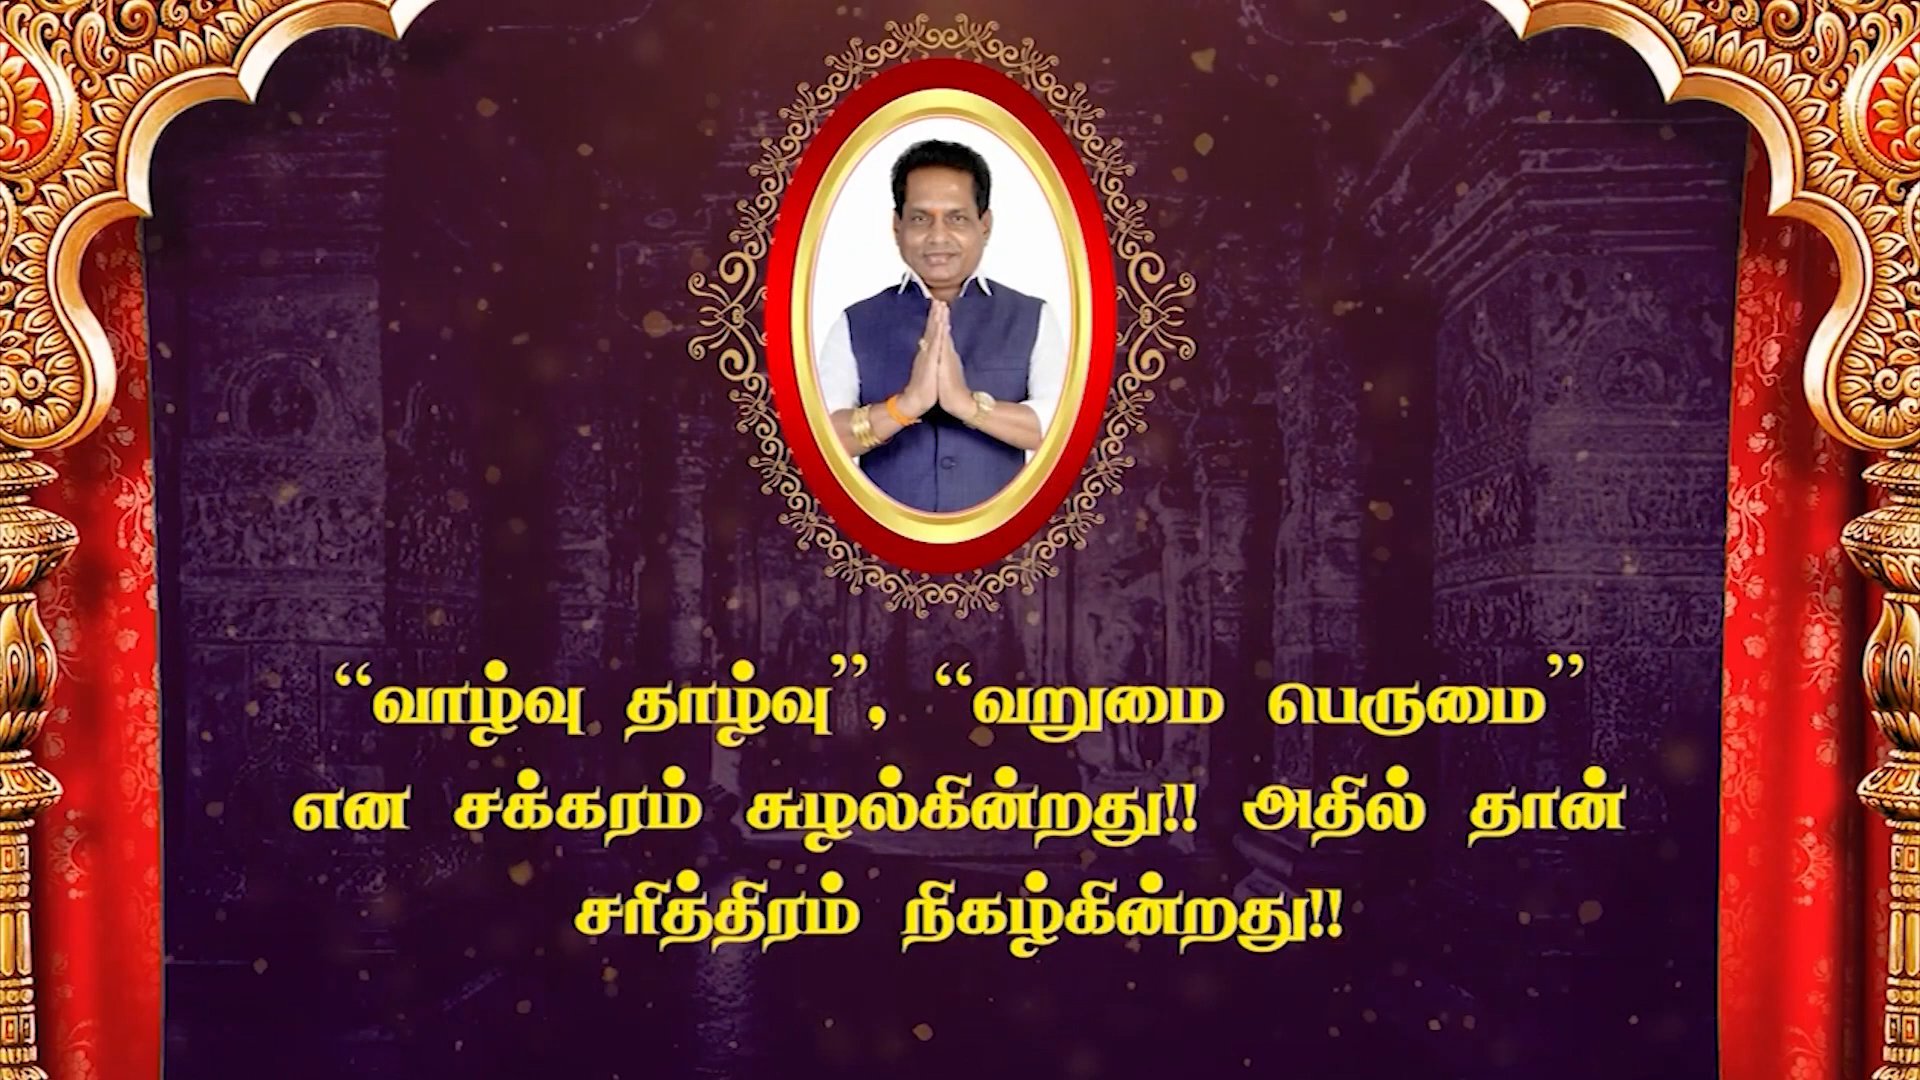 “வாழ்வு தாழ்வு”, “வறுமை பெருமை”
என சக்கரம் சுழல்கின்றது!! அதில் தான்
சரித்திரம் நிகழ்கின்றது!!